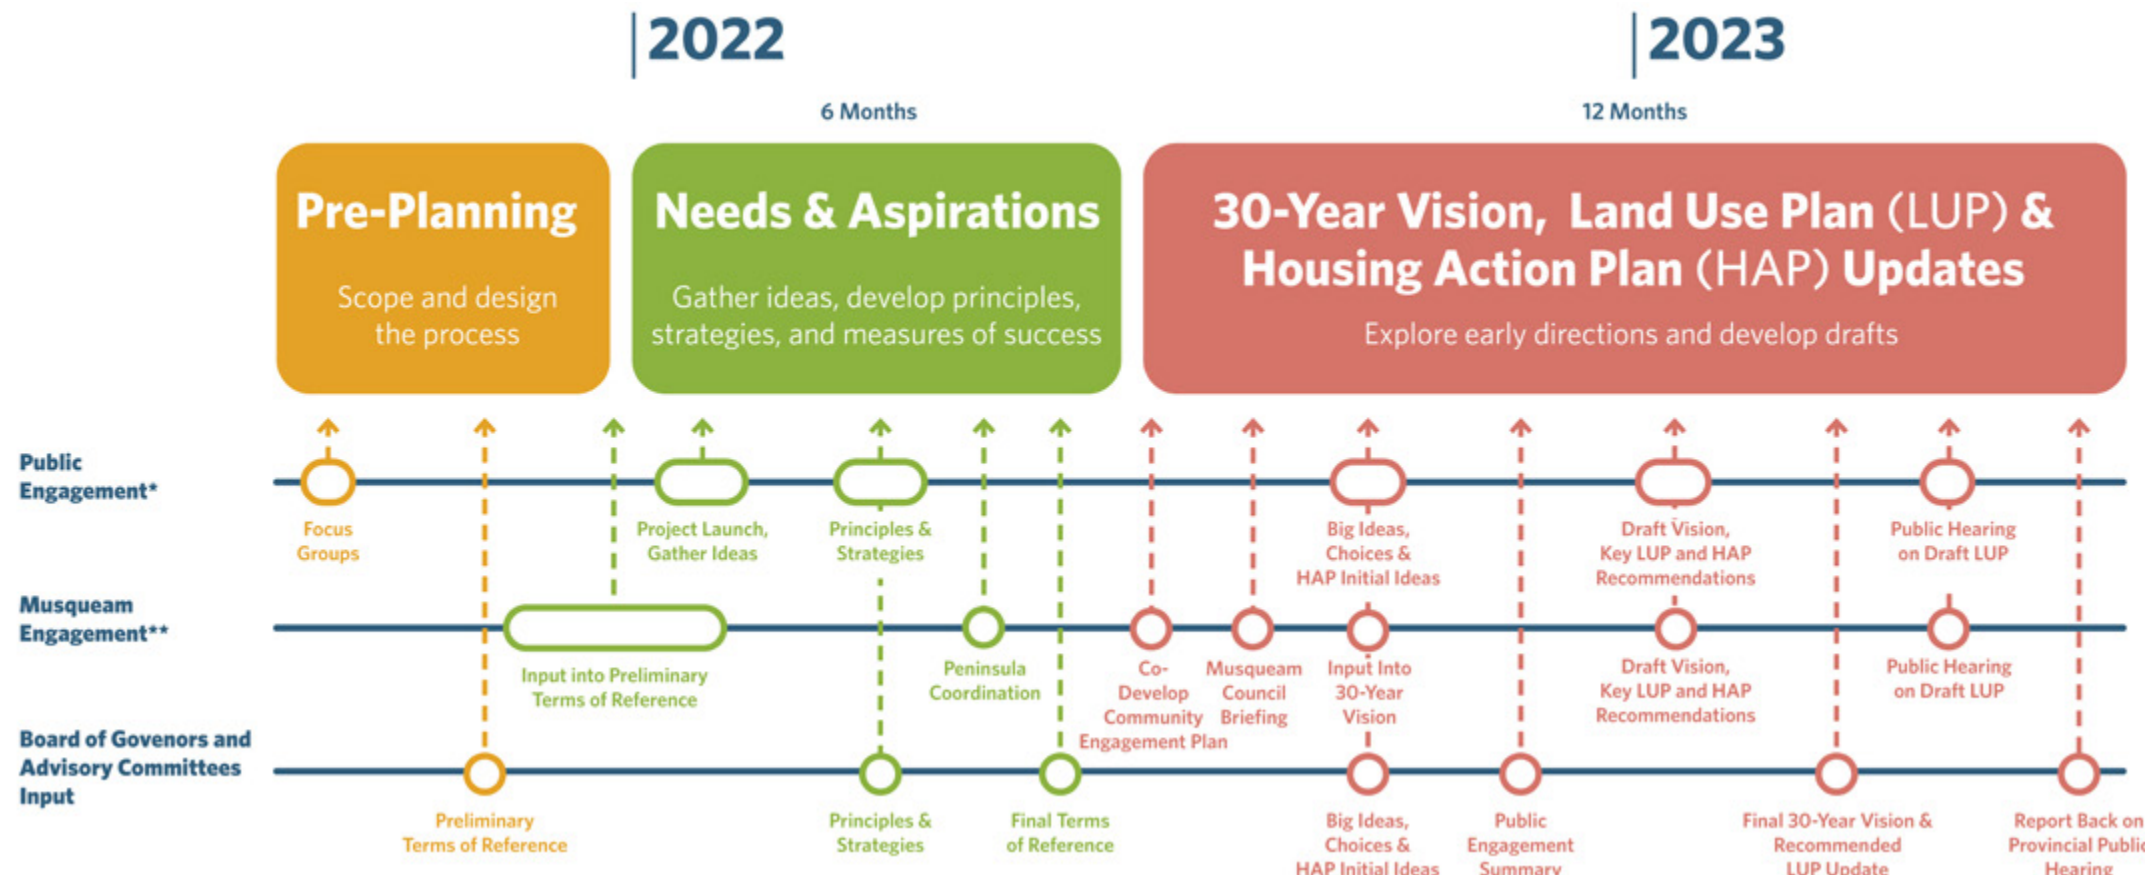 2022
2023
6 Months
12 Months
Pre-Planning
Scope and design
the process
Needs & Aspirations
Gather ideas, develop principles,
strategies, and measures of success
30-Year Vision, Land Use Plan (LUP) &
Housing Action Plan (HAP) Updates
Explore early directions and develop drafts
Public
Engagement*
Focus
Groups
Project Launch,
Gather Ideas
Principles &
Strategies
Big Ideas,
Choices &
HAP Initial Ideas
Draft Vision,
Key LUP and HAP
Recommendations
Public Hearing
on Draft LUP
Musqueam
Engagement**
Input into Preliminary
Terms of Reference
Peninsula
Coordination
Co-
Develop
Community
Engagement Plan
Musqueam
Council
Briefing
Input Into
30-Year
Vision
Draft Vision,
Key LUP and HAP
Recommendations
Public Hearing
on Draft LUP
Board of Govenors and
Advisory Committees
Input
Preliminary
Terms of Reference
Principles &
Strategies
Final Terms
of Reference
Big Ideas,
Choices &
HAP Initial Ideas
Public
Engagement
Summary
Final 30-Year Vision &
Recommended
LUP Update
Report Back on
Provincial Public
Hearing